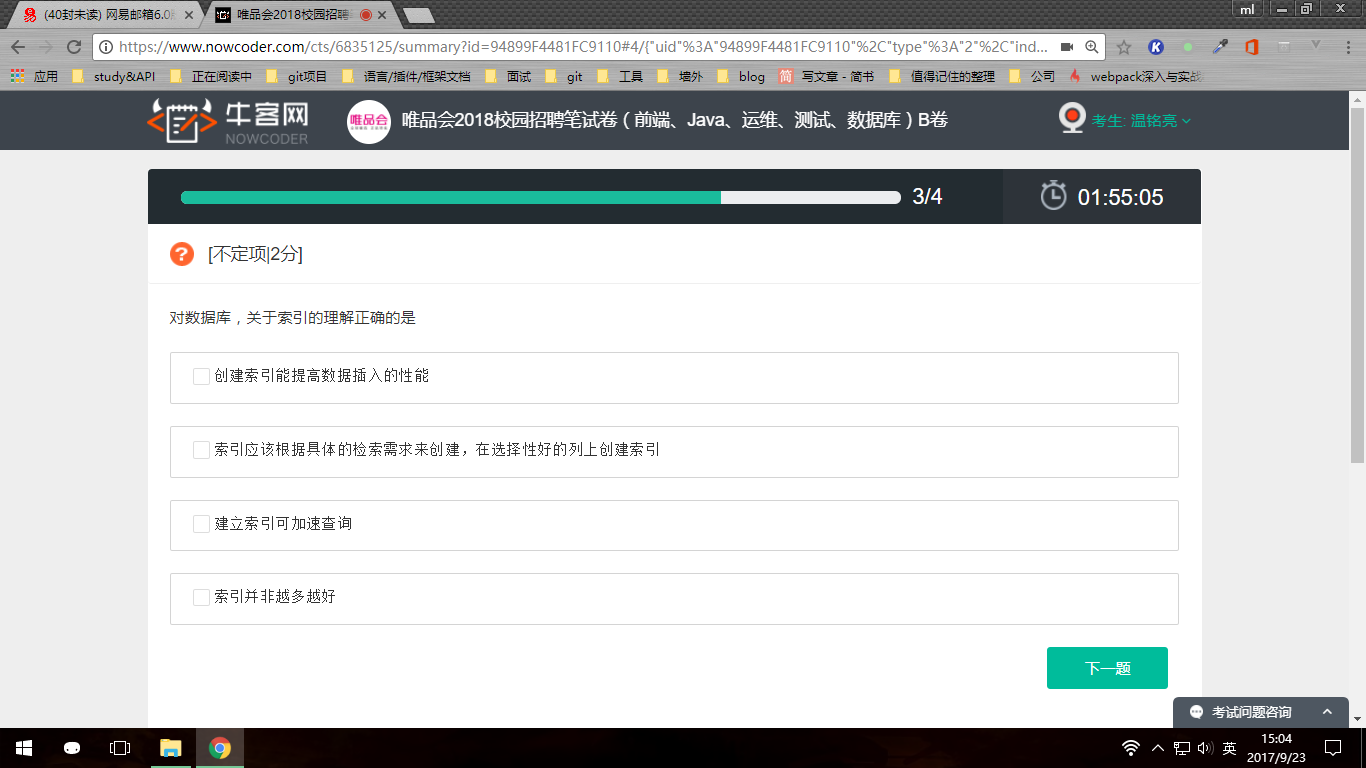 (40封未读) 网易邮箱6.0版
唯品会2018校园招聘
ml
https://www.nowcoder.com/cts/6835125/summary?id=94899F4481FC9110#4/{"uid"%3A"94899F4481FC9110"%2C"type"%3A"2"%2C"ind...
应用 study&API 正在阅读中 git项目 语言/插件/框架文档 面试 git 工具 墙外 blog 简 写文章 - 简书 值得记住的整理 公司 webpack深入与实战
牛客网
NOWCODER
唯品会
唯品会2018校园招聘笔试卷（前端、Java、运维、测试、数据库）B卷
考生: 温铭亮
3/4
01:55:05
? [不定项|2分]
对数据库，关于索引的理解正确的是
创建索引能提高数据插入的性能
索引应该根据具体的检索需求来创建，在选择性好的列上创建索引
建立索引可加速查询
索引并非越多越好
下一题
考试问题咨询
英
15:04
2017/9/23